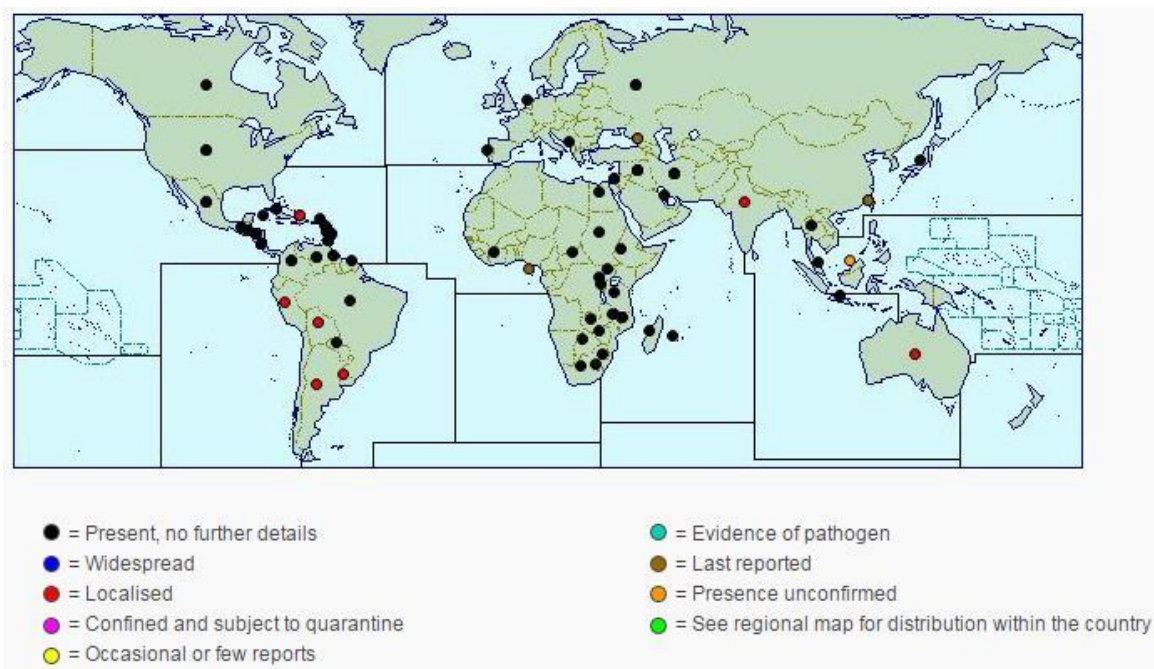 = Present, no further details
= Widespread
= Localised
= Confined and subject to quarantine
= Occasional or few reports
= Evidence of pathogen
= Last reported
= Presence unconfirmed
= See regional map for distribution within the country